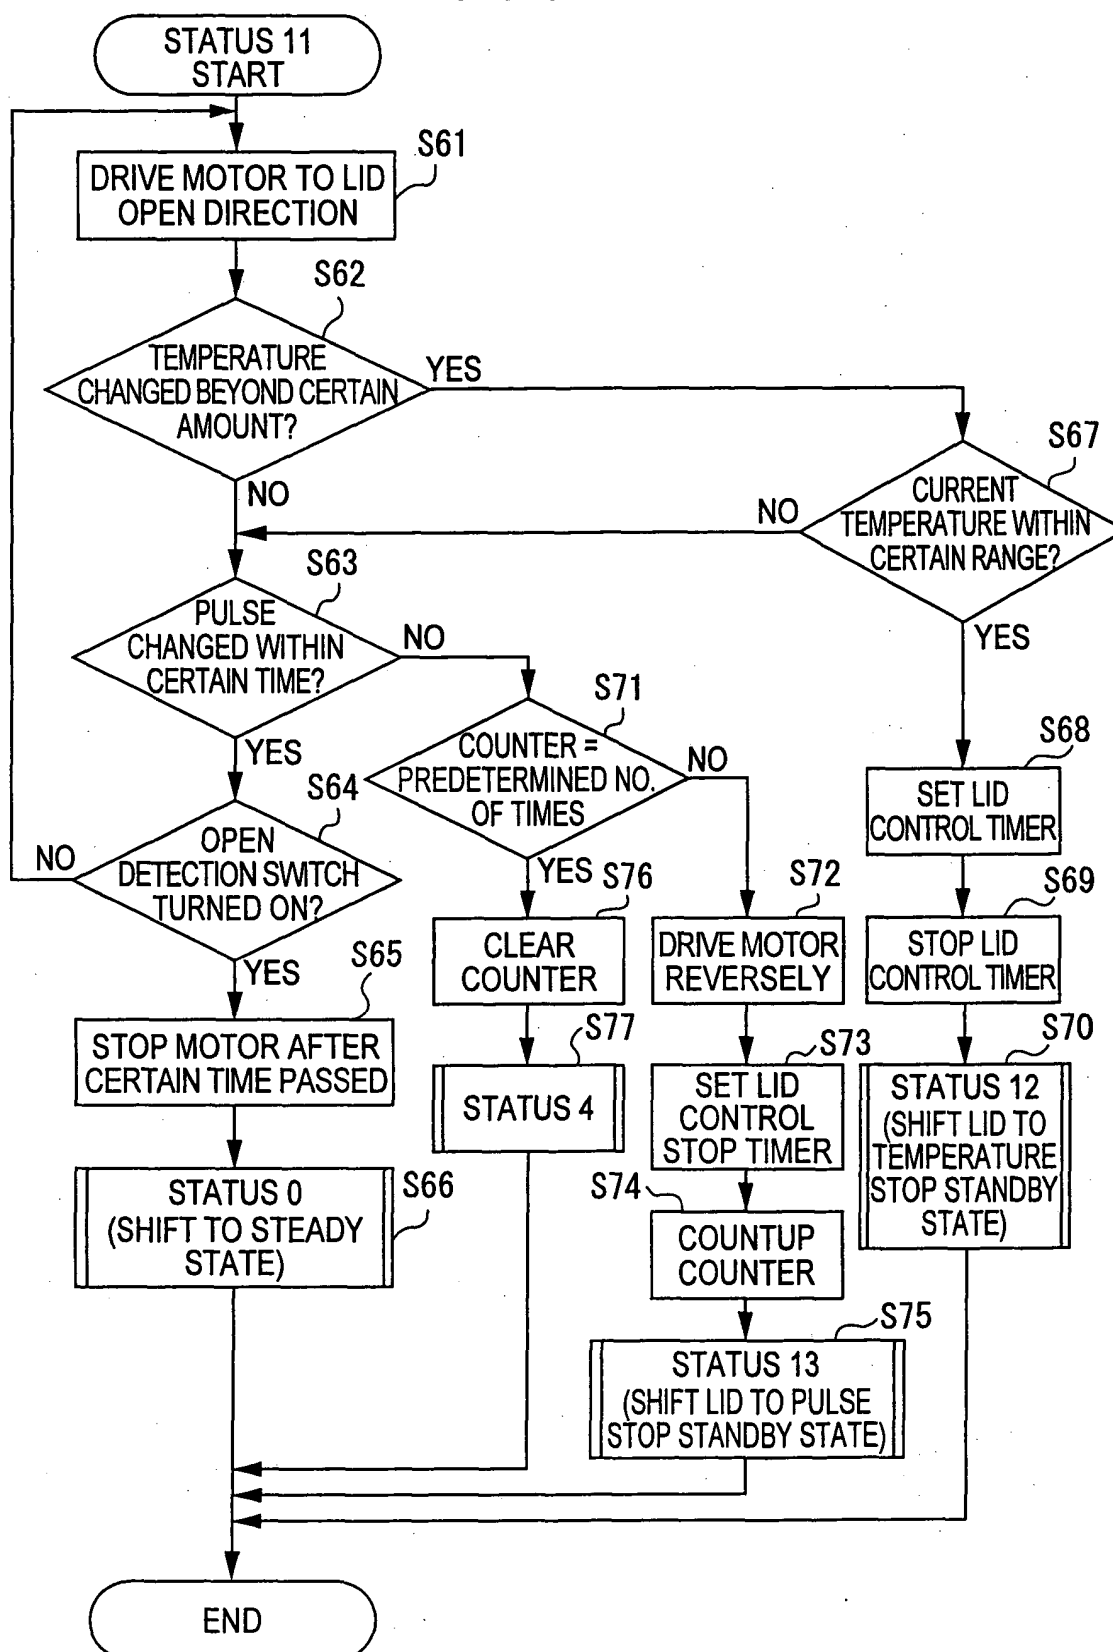 STATUS 11
START
S61
DRIVE MOTOR TO LID
OPEN DIRECTION
S62
TEMPERATURE
CHANGED BEYOND CERTAIN
AMOUNT?
YES
NO
S67
CURRENT
TEMPERATURE WITHIN
CERTAIN RANGE?
NO
YES
S63
PULSE
CHANGED WITHIN
CERTAIN TIME?
NO
YES
S71
COUNTER =
PREDETERMINED NO.
OF TIMES
NO
YES
S68
SET LID
CONTROL TIMER
S64
OPEN
DETECTION SWITCH
TURNED ON?
NO
YES
S76
CLEAR
COUNTER
S72
DRIVE MOTOR
REVERSELY
S69
STOP LID
CONTROL TIMER
S65
STOP MOTOR AFTER
CERTAIN TIME PASSED
S77
STATUS 4
S73
SET LID
CONTROL
STOP TIMER
S70
STATUS 12
(SHIFT LID TO
TEMPERATURE
STOP STANDBY
STATE)
S66
STATUS 0
(SHIFT TO STEADY
STATE)
S74
COUNTUP
COUNTER
S75
STATUS 13
(SHIFT LID TO PULSE
STOP STANDBY STATE)
END